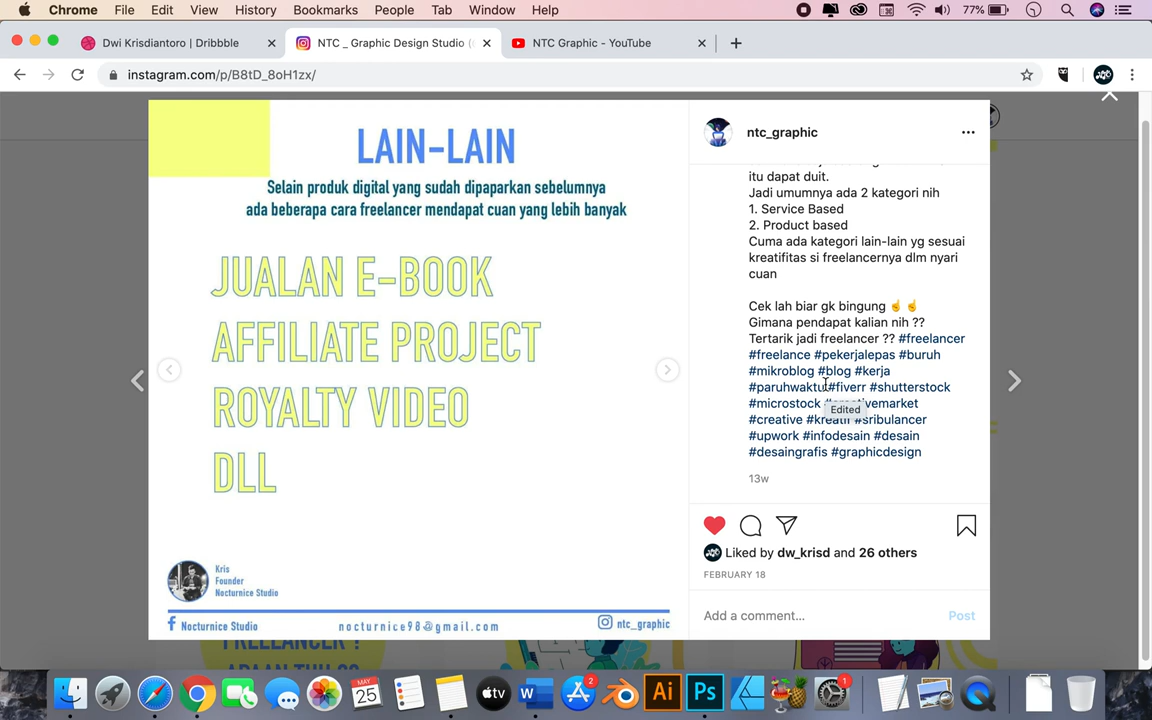 Chrome File Edit View History Bookmarks People Tab Window Help 77%
Dwi Krisdiantoro | Dribbble
NTC _ Graphic Design Studio (
NTC Graphic - YouTube
instagram.com/p/B8tD_8oH1zx/
LAIN-LAIN
Selain produk digital yang sudah dipaparkan sebelumnya
ada beberapa cara freelancer mendapat cuan yang lebih banyak
JUALAN E-BOOK
AFFILIATE PROJECT
ROYALTY VIDEO
DLL
Kris
Founder
Nocturnice Studio
Nocturnice Studio
nocturnice98@gmail.com
ntc_graphic
ntc_graphic
itu dapat duit.
Jadi umumnya ada 2 kategori nih
1. Service Based
2. Product based
Cuma ada kategori lain-lain yg sesuai
kreatifitas si freelancernya dlm nyari
cuan
Cek lah biar gk bingung ☝️ ☝️
Gimana pendapat kalian nih ??
Tertarik jadi freelancer ?? #freelancer
#freelance #pekerjalepas #buruh
#mikroblog #blog #kerja
#paruhwaktu #fiverr #shutterstock
#microstock #creativemarket
Edited
#creative #kreatif #sribulancer
#upwork #infodesain #desain
#desaingrafis #graphicdesign
13w
Liked by dw_krisd and 26 others
FEBRUARY 18
Add a comment...
Post
FREELANCER !
MAY
25
tv
W
2
Ai
Ps
1